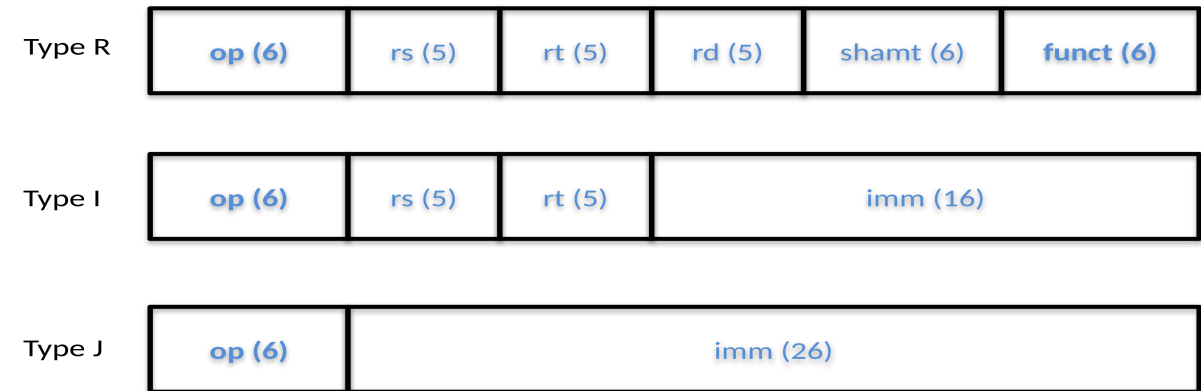 Type R op (6) rs (5) rt (5) rd (5) shamt (6) funct (6)
Type I op (6) rs (5) rt (5) imm (16)
Type J op (6) imm (26)